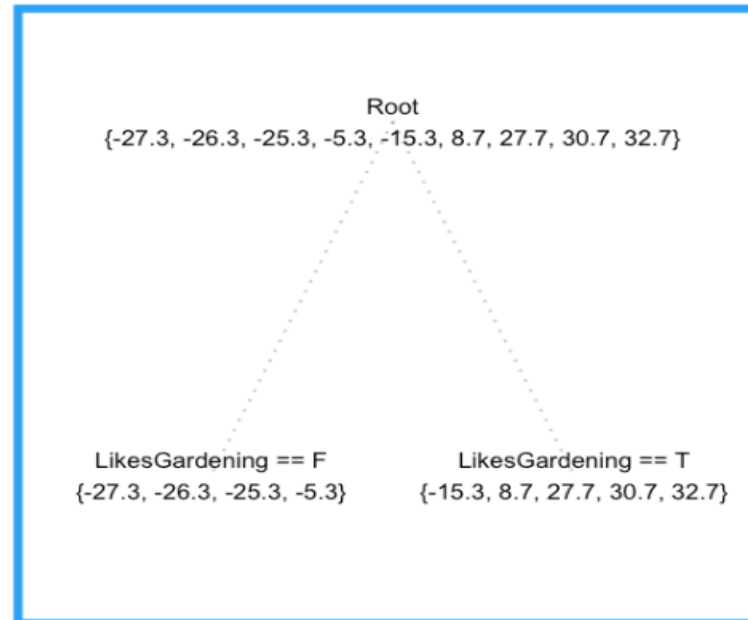 Root
{-27.3, -26.3, -25.3, -5.3, -15.3, 8.7, 27.7, 30.7, 32.7}
LikesGardening == F
{-27.3, -26.3, -25.3, -5.3}
LikesGardening == T
{-15.3, 8.7, 27.7, 30.7, 32.7}